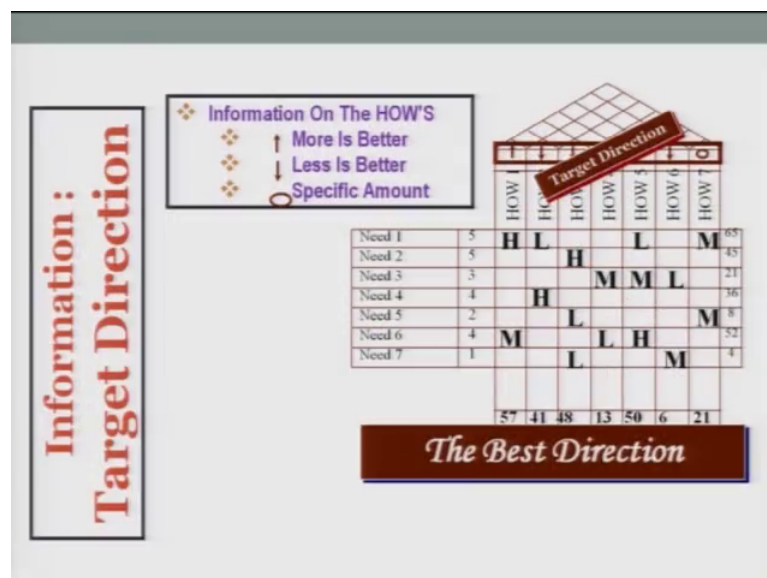 Information :
Target Direction
Information On The HOW'S
More Is Better
Less Is Better
Specific Amount
Target Direction
HOW 1
HOW
HOW
HOW
HOW 5
HOW 6
HOW 7
Need 1 5 H L L M 65
Need 2 5 H 45
Need 3 3 M M L 21
Need 4 4 H 36
Need 5 2 L M 8
Need 6 4 M L H 52
Need 7 1 L M 4
57 41 48 13 50 6 21
The Best Direction